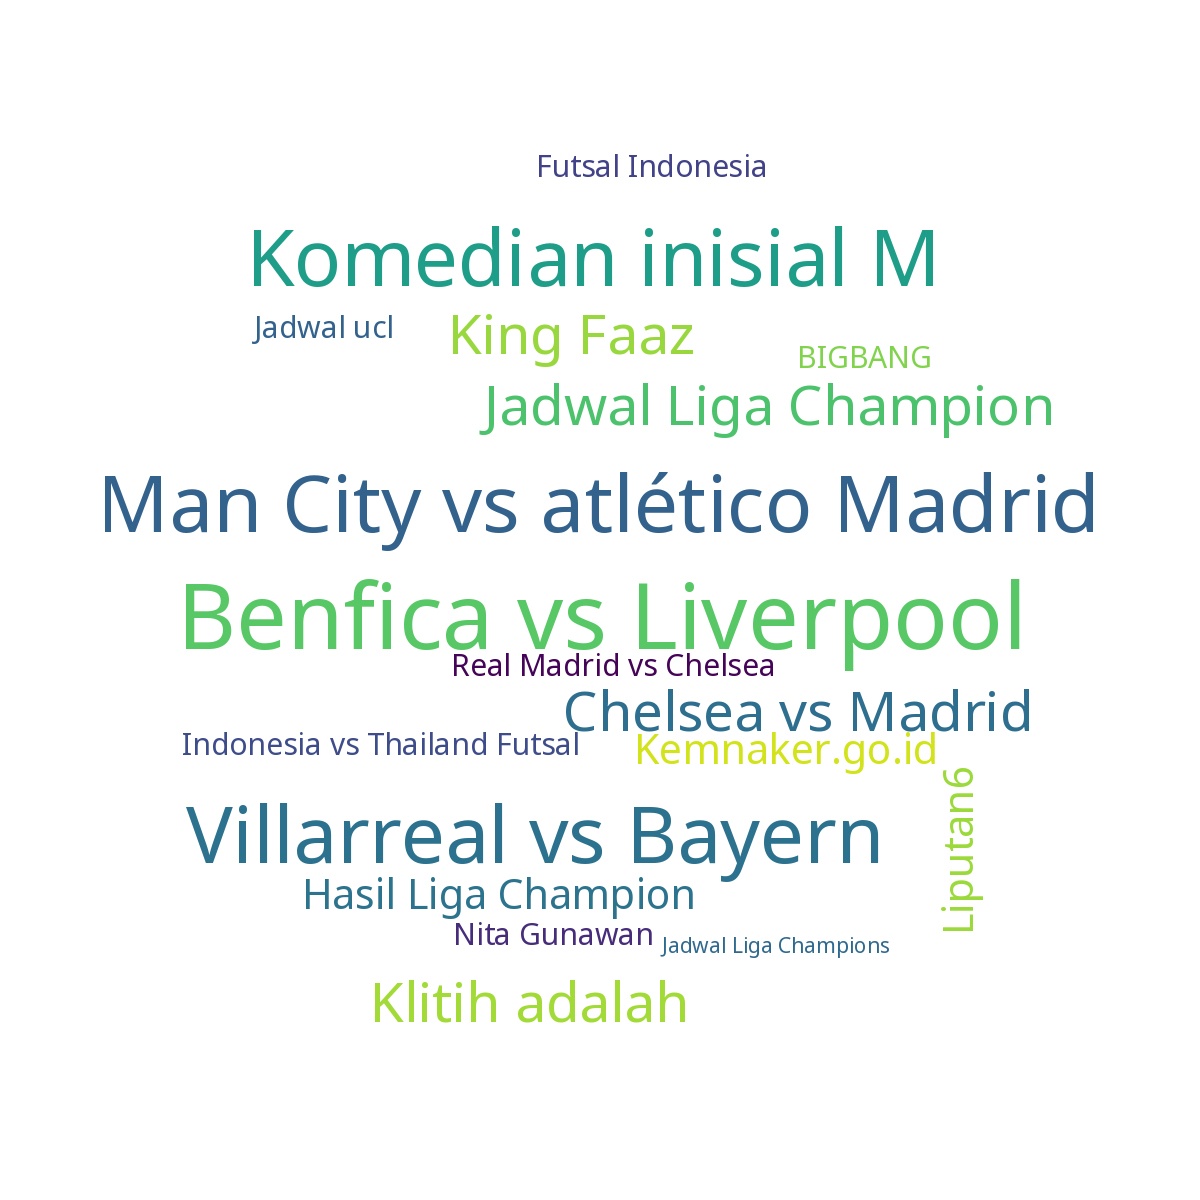 Futsal Indonesia
Komedian inisial M
Jadwal ucl
King Faaz
BIGBANG
Jadwal Liga Champion
Man City vs atlético Madrid
Benfica vs Liverpool
Real Madrid vs Chelsea
Chelsea vs Madrid
Indonesia vs Thailand Futsal
Kemnaker.go.id
Liputan6
Villarreal vs Bayern
Hasil Liga Champion
Nita Gunawan
Jadwal Liga Champions
Klitih adalah